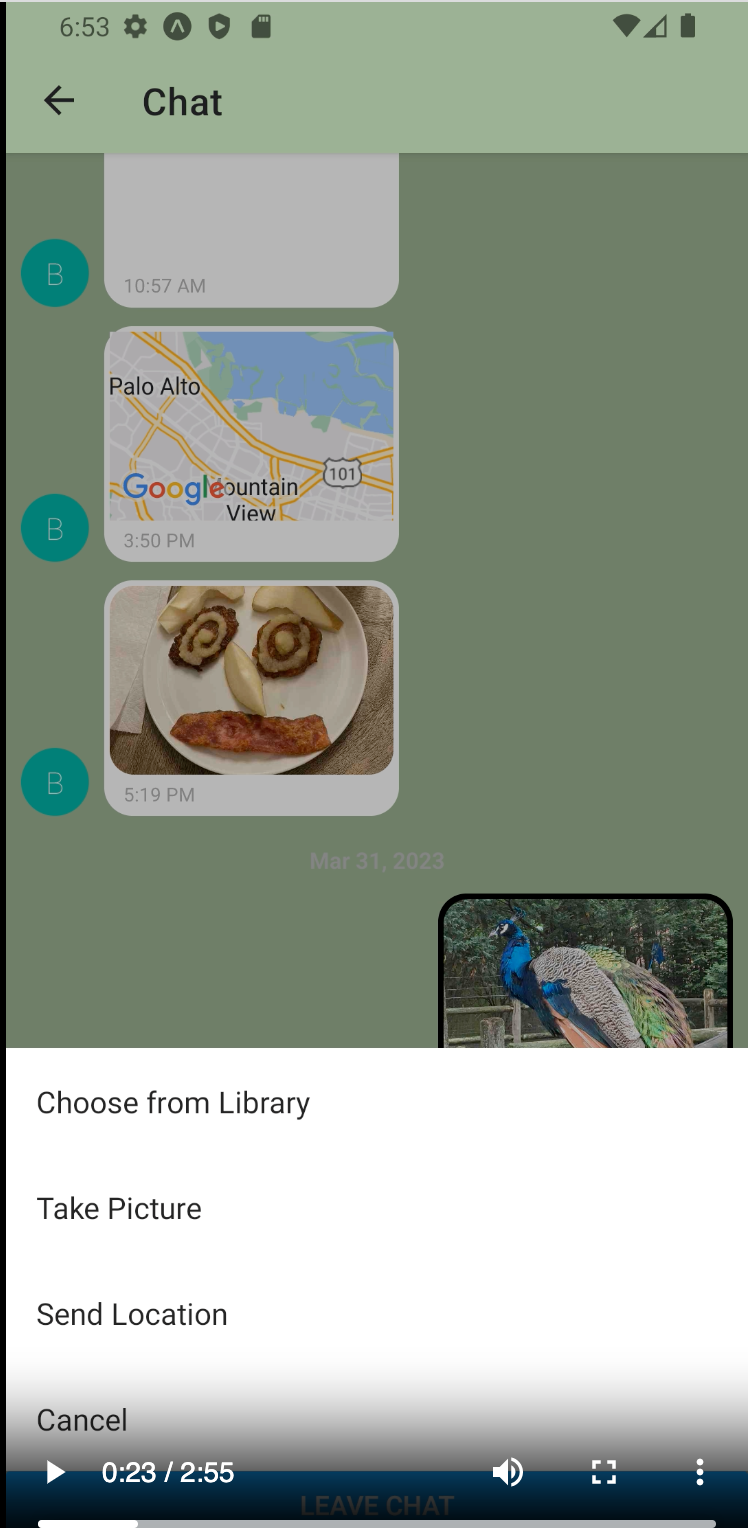 6:53
Chat
B
10:57 AM
Palo Alto
101
Google
ountain
View
B
3:50 PM
B
5:19 PM
Mar 31, 2023
Choose from Library
Take Picture
Send Location
Cancel
0:23 / 2:55
LEAVE CHAT